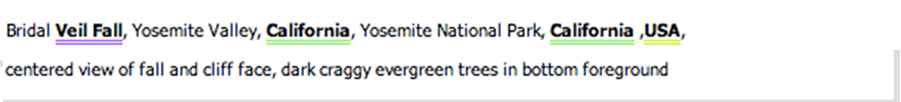 Bridal Veil Fall, Yosemite Valley, California, Yosemite National Park, California ,USA,
centered view of fall and cliff face, dark craggy evergreen trees in bottom foreground